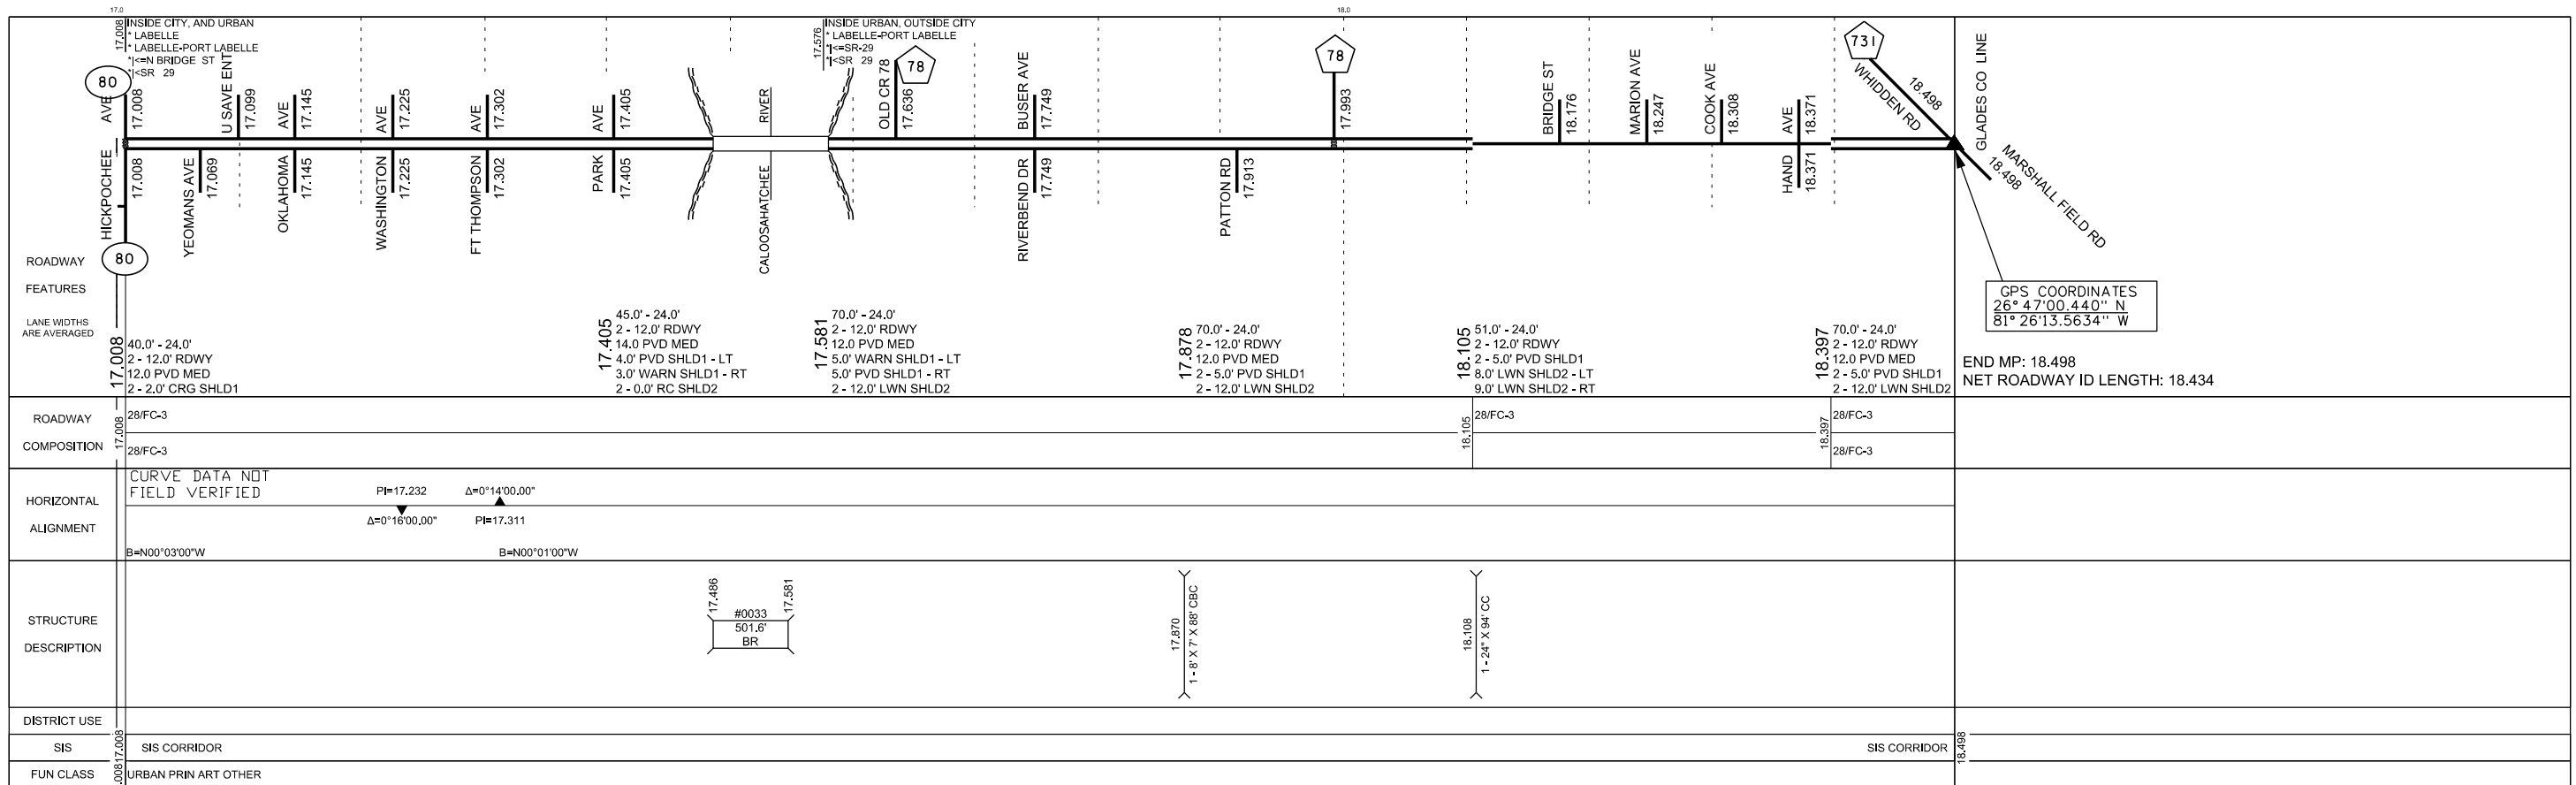 17.0
18.0
17.008
INSIDE CITY, AND URBAN
* LABELLE
* LABELLE-PORT LABELLE
*|<=N BRIDGE ST
*|<SR 29
17.576
INSIDE URBAN, OUTSIDE CITY
* LABELLE-PORT LABELLE
*|<=SR-29
*|<SR 29
80
AVE
17.008
U SAVE ENT
17.099
AVE
17.145
AVE
17.225
AVE
17.302
AVE
17.405
RIVER
OLD CR 78
17.636
78
BUSER AVE
17.749
78
17.993
BRIDGE ST
18.176
MARION AVE
18.247
COOK AVE
18.308
AVE
18.371
731
WHIDDEN RD
18.498
GLADES CO LINE
HICKPOCHEE
17.008
80
YEOMANS AVE
17.069
OKLAHOMA
17.145
WASHINGTON
17.225
FT THOMPSON
17.302
PARK
17.405
CALOOSAHATCHEE
RIVERBEND DR
17.749
PATTON RD
17.913
HAND
18.371
MARSHALL FIELD RD
18.498
ROADWAY
FEATURES
LANE WIDTHS
ARE AVERAGED
17.008
40.0' - 24.0'
2 - 12.0' RDWY
12.0 PVD MED
2 - 2.0' CRG SHLD1
17.405
45.0' - 24.0'
2 - 12.0' RDWY
14.0 PVD MED
4.0' PVD SHLD1 - LT
3.0' WARN SHLD1 - RT
2 - 0.0' RC SHLD2
17.581
70.0' - 24.0'
2 - 12.0' RDWY
12.0 PVD MED
5.0' WARN SHLD1 - LT
5.0' PVD SHLD1 - RT
2 - 12.0' LWN SHLD2
17.878
70.0' - 24.0'
2 - 12.0' RDWY
12.0 PVD MED
2 - 5.0' PVD SHLD1
2 - 12.0' LWN SHLD2
18.105
51.0' - 24.0'
2 - 12.0' RDWY
2 - 5.0' PVD SHLD1
8.0' LWN SHLD2 - LT
9.0' LWN SHLD2 - RT
18.397
70.0' - 24.0'
2 - 12.0' RDWY
12.0 PVD MED
2 - 5.0' PVD SHLD1
2 - 12.0' LWN SHLD2
GPS COORDINATES
26° 47'00.440" N
81° 26'13.5634" W
END MP: 18.498
NET ROADWAY ID LENGTH: 18.434
ROADWAY
COMPOSITION
17.008
28/FC-3
28/FC-3
18.105
28/FC-3
18.397
28/FC-3
28/FC-3
HORIZONTAL
ALIGNMENT
CURVE DATA NOT
FIELD VERIFIED
PI=17.232
Δ=0°14'00.00"
Δ=0°16'00.00"
PI=17.311
B=N00°03'00"W
B=N00°01'00"W
STRUCTURE
DESCRIPTION
17.486
17.581
#0033
501.6'
BR
17.870
1 - 8' X 7' X 88' CBC
18.108
1 - 24" X 94' CC
DISTRICT USE
SIS
17.008
SIS CORRIDOR
SIS CORRIDOR
18.498
FUN CLASS
.008
URBAN PRIN ART OTHER